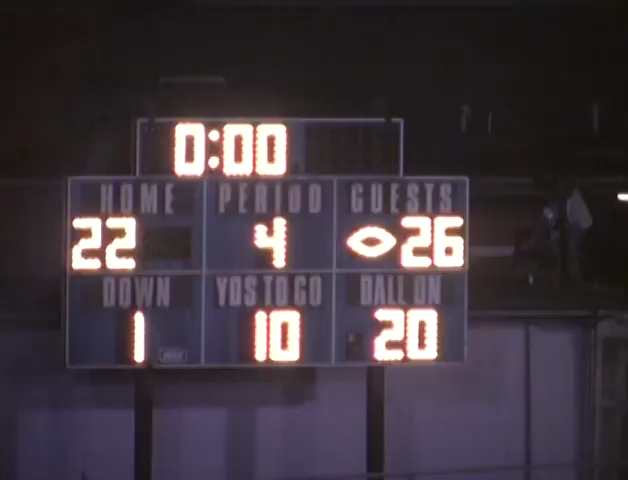 0:00
HOME PERIOD GUESTS
22 4 26
DOWN YDS TO GO BALL ON
1 10 20